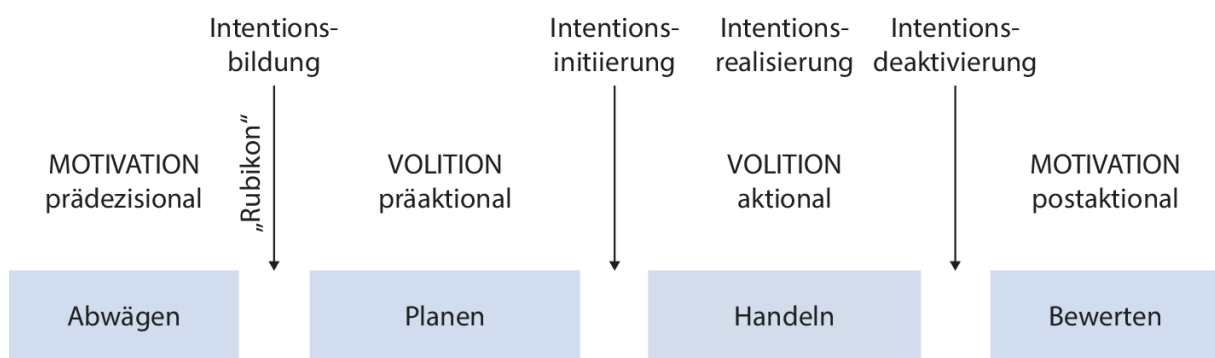 Intentions-
bildung
Intentions-
initiierung
Intentions-
realisierung
Intentions-
deaktivierung
„Rubikon“
MOTIVATION
prädezisional
VOLITION
präaktional
VOLITION
aktional
MOTIVATION
postaktional
Abwägen
Planen
Handeln
Bewerten